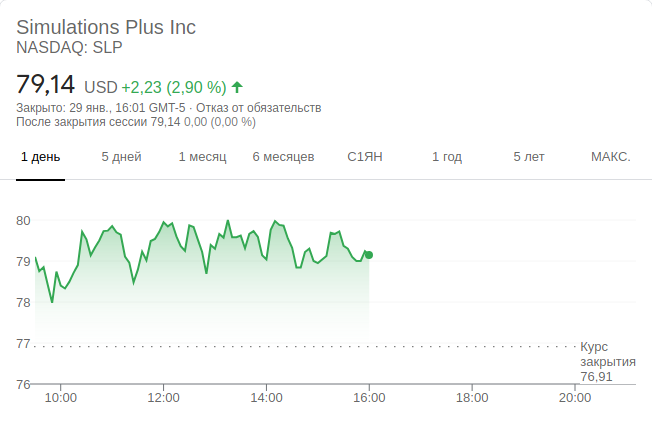 Simulations Plus Inc
NASDAQ: SLP
79,14 USD +2,23 (2,90 %)
Закрыто: 29 янв., 16:01 GMT-5 · Отказ от обязательств
После закрытия сессии 79,14 0,00 (0,00 %)
1 день 5 дней 1 месяц 6 месяцев С1ЯН 1 год 5 лет МАКС.
80
79
78
77
Курс
закрытия
76,91
76
10:00 12:00 14:00 16:00 18:00 20:00